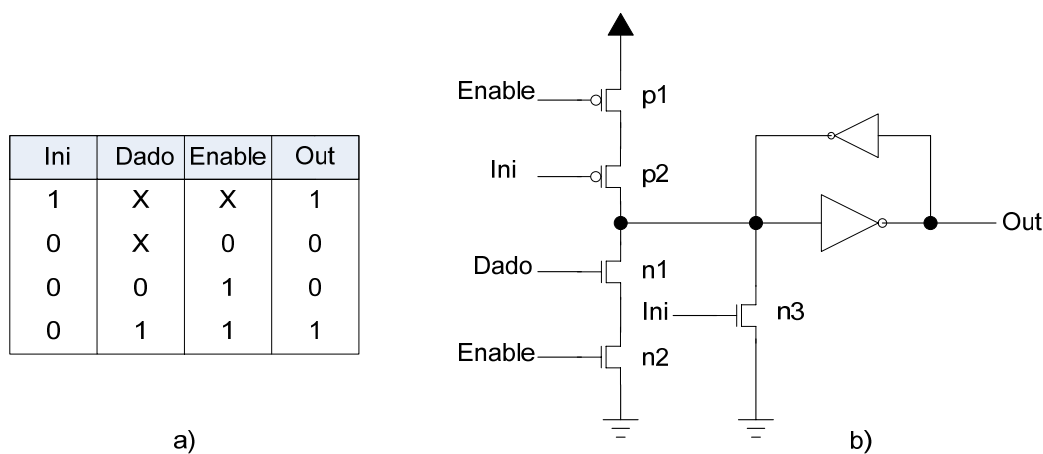 Ini Dado Enable Out
1 X X 1
0 X 0 0
0 0 1 0
0 1 1 1
a)
Enable p1
Ini p2
Dado n1
Ini n3
Enable n2
Out
b)